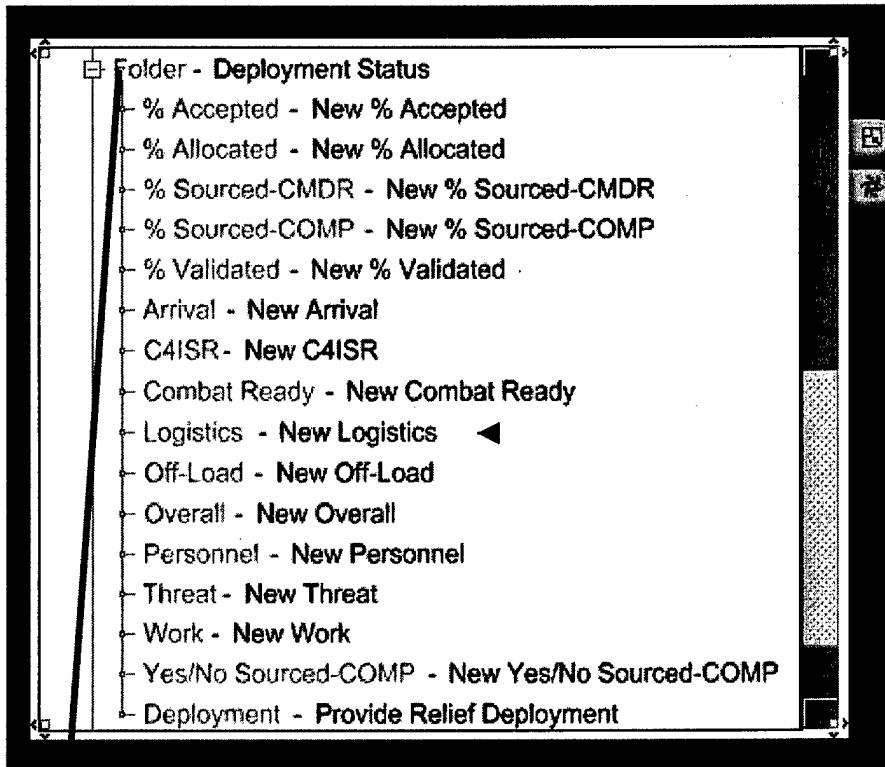 Folder - Deployment Status
% Accepted - New % Accepted
% Allocated - New % Allocated
% Sourced-CMDR - New % Sourced-CMDR
% Sourced-COMP - New % Sourced-COMP
% Validated - New % Validated
Arrival - New Arrival
C4ISR- New C4ISR
Combat Ready - New Combat Ready
Logistics - New Logistics
Off-Load - New Off-Load
Overall - New Overall
Personnel - New Personnel
Threat - New Threat
Work - New Work
Yes/No Sourced-COMP - New Yes/No Sourced-COMP
Deployment - Provide Relief Deployment